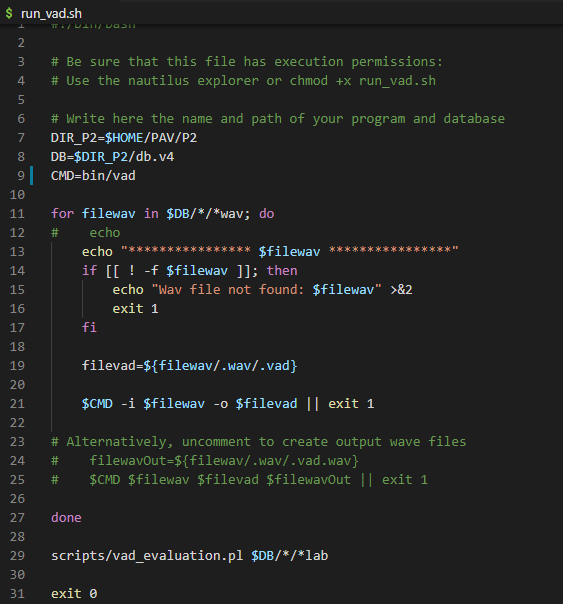 $ run_vad.sh
1 #!/bin/bash
2
3 # Be sure that this file has execution permissions:
4 # Use the nautilus explorer or chmod +x run_vad.sh
5
6 # Write here the name and path of your program and database
7 DIR_P2=$HOME/PAV/P2
8 DB=$DIR_P2/db.v4
9 CMD=bin/vad
10
11 for filewav in $DB/*/*wav; do
12 #    echo
13     echo "**************** $filewav ****************"
14     if [[ ! -f $filewav ]]; then
15         echo "Wav file not found: $filewav" >&2
16         exit 1
17     fi
18
19     filevad=${filewav/.wav/.vad}
20
21     $CMD -i $filewav -o $filevad || exit 1
22
23 # Alternatively, uncomment to create output wave files
24 #    filewavOut=${filewav/.wav/.vad.wav}
25 #    $CMD $filewav $filevad $filewavOut || exit 1
26
27 done
28
29 scripts/vad_evaluation.pl $DB/*/*lab
30
31 exit 0